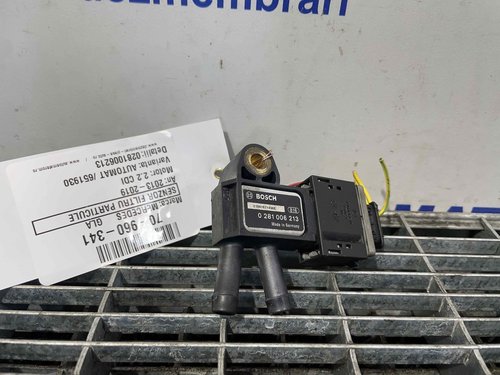 dezmembrari
BOSCH
0 281 006 213
Made in Germany
70 960 341
Marca: MERCEDES GLA
SENZOR FILTRU PARTICULE
An: 2013 - 2019
Motor: 2.2 CDI
Varianta: AUTOMAT /651930
Detalii: 0281006213